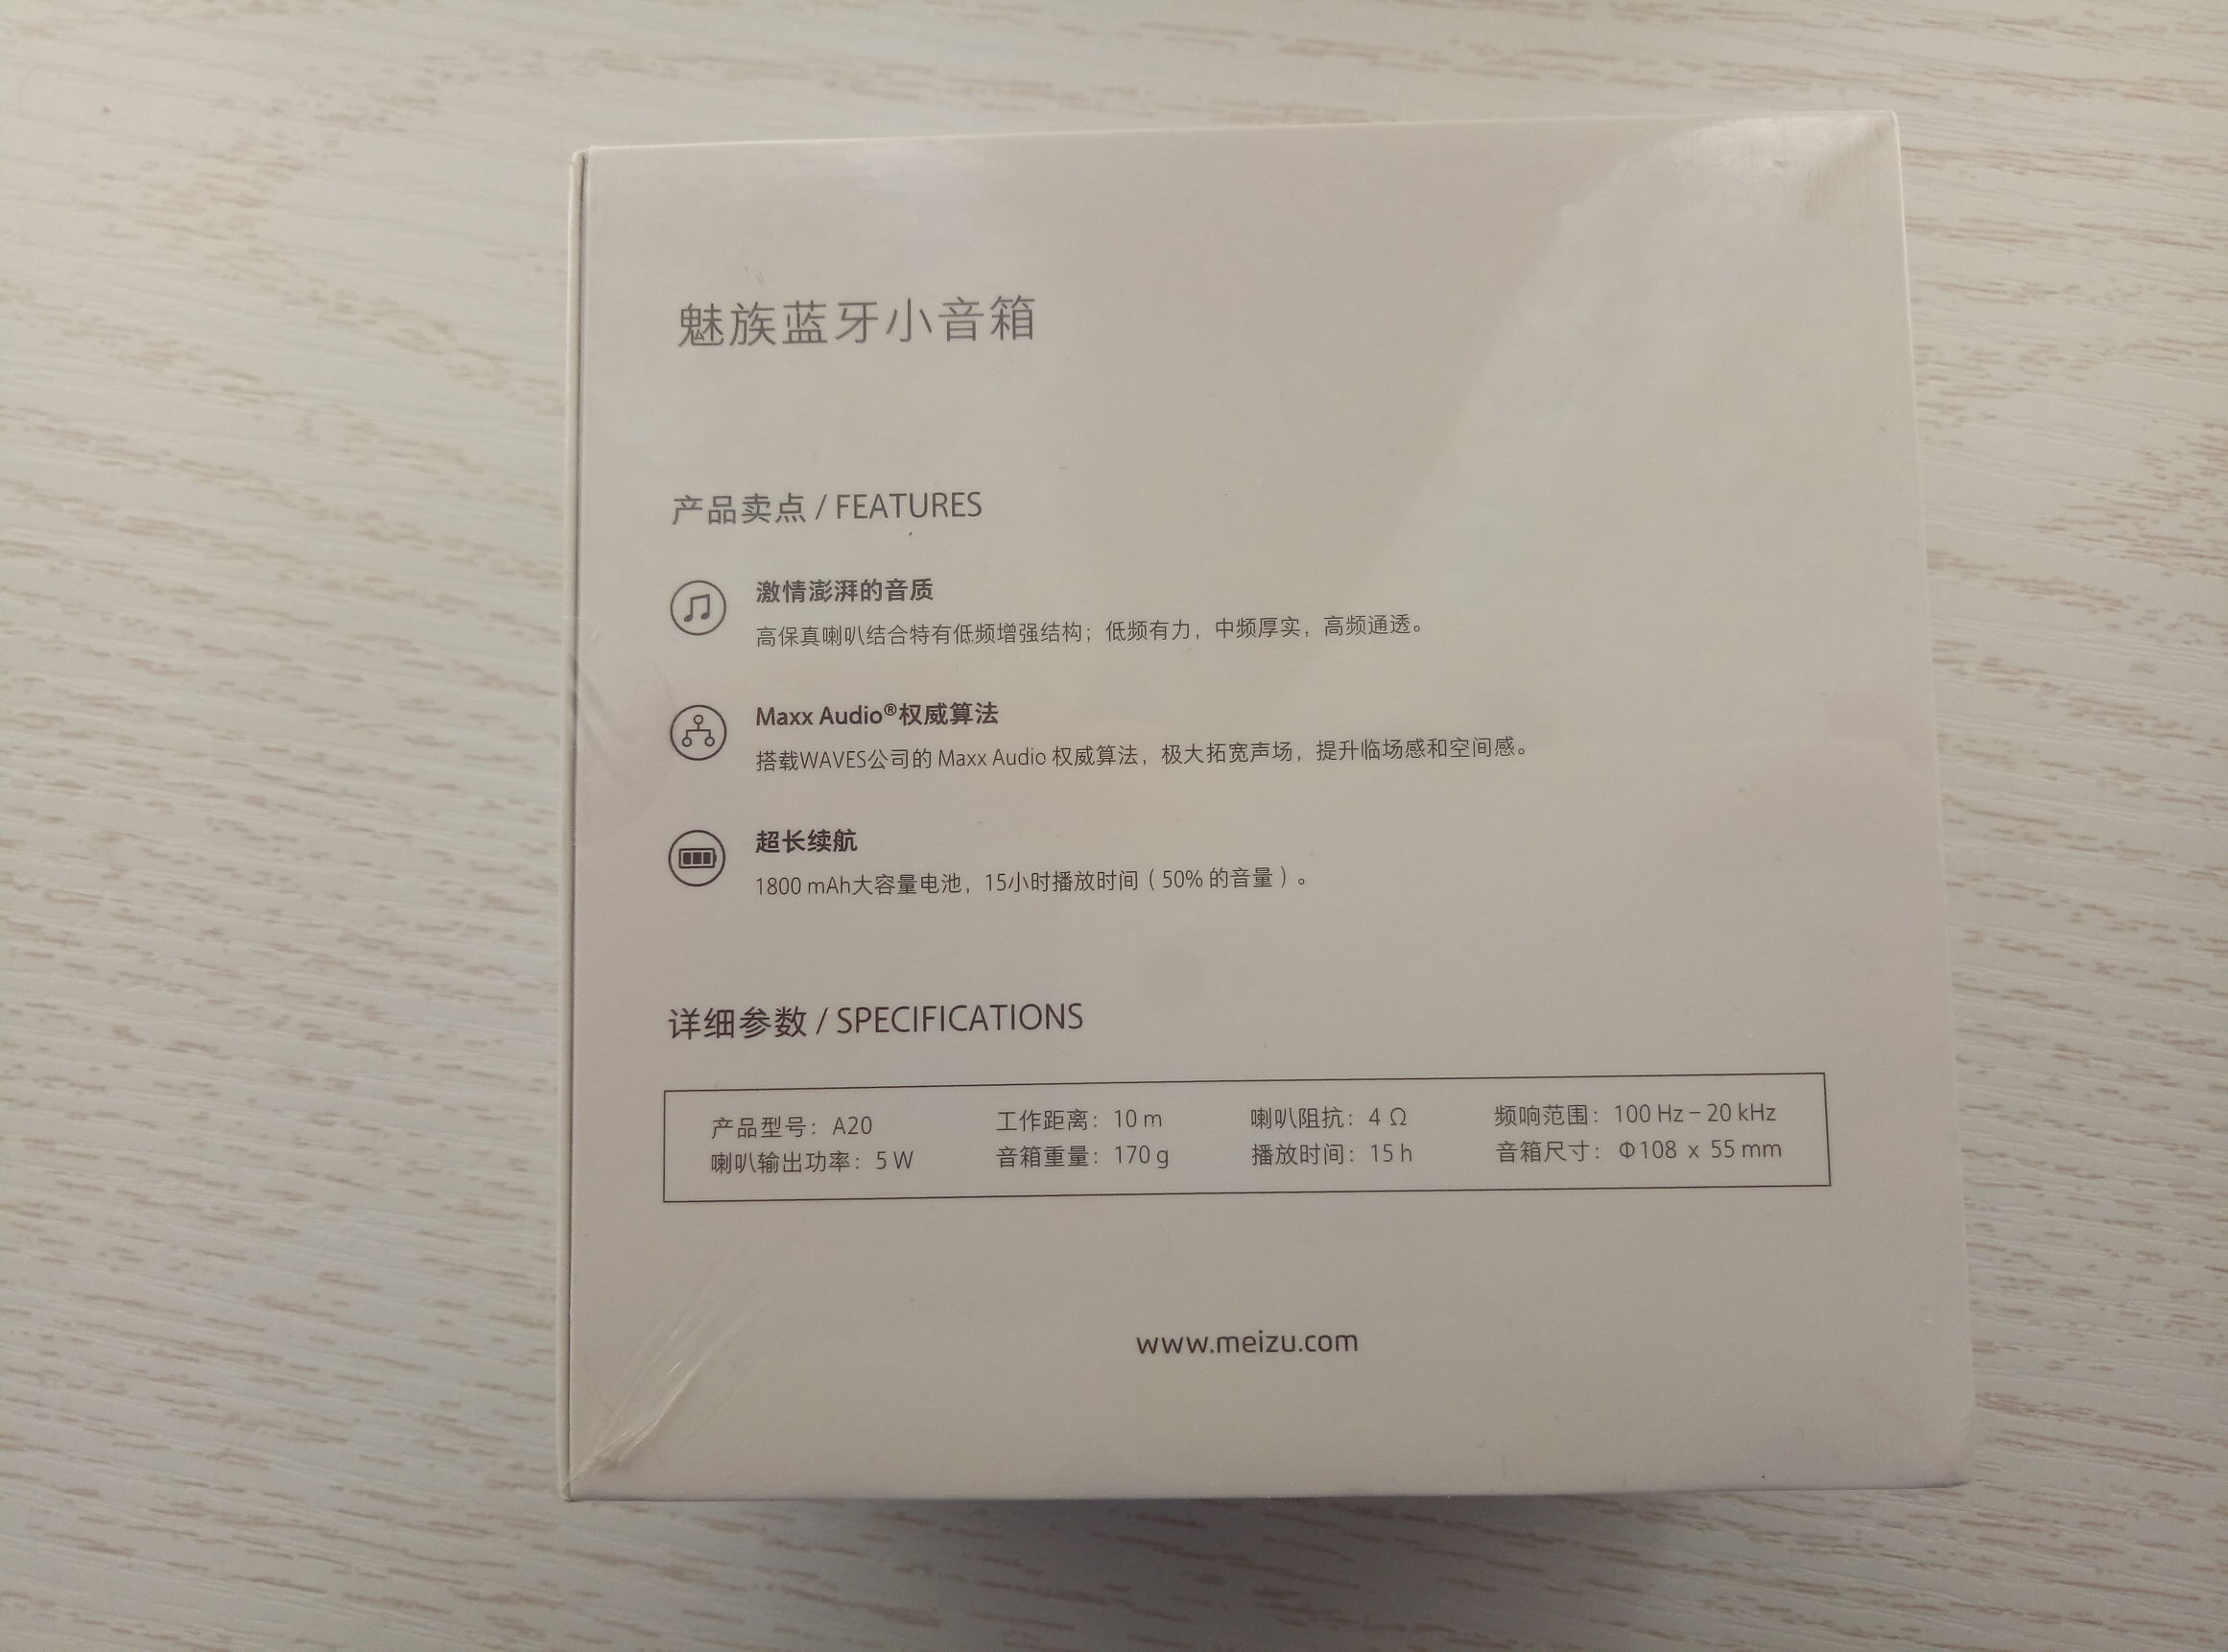 魅族蓝牙小音箱
产品卖点 / FEATURES
激情澎湃的音质
高保真喇叭结合特有低频增强结构；低频有力，中频厚实，高频通透。
Maxx Audio®权威算法
搭载WAVES公司的 Maxx Audio 权威算法，极大拓宽声场，提升临场感和空间感。
超长续航
1800 mAh大容量电池，15小时播放时间（50% 的音量）。
详细参数 / SPECIFICATIONS
产品型号：A20 工作距离：10 m 喇叭阻抗：4 Ω 频响范围：100 Hz – 20 kHz
喇叭输出功率：5 W 音箱重量：170 g 播放时间：15 h 音箱尺寸：Φ108 x 55 mm
www.meizu.com